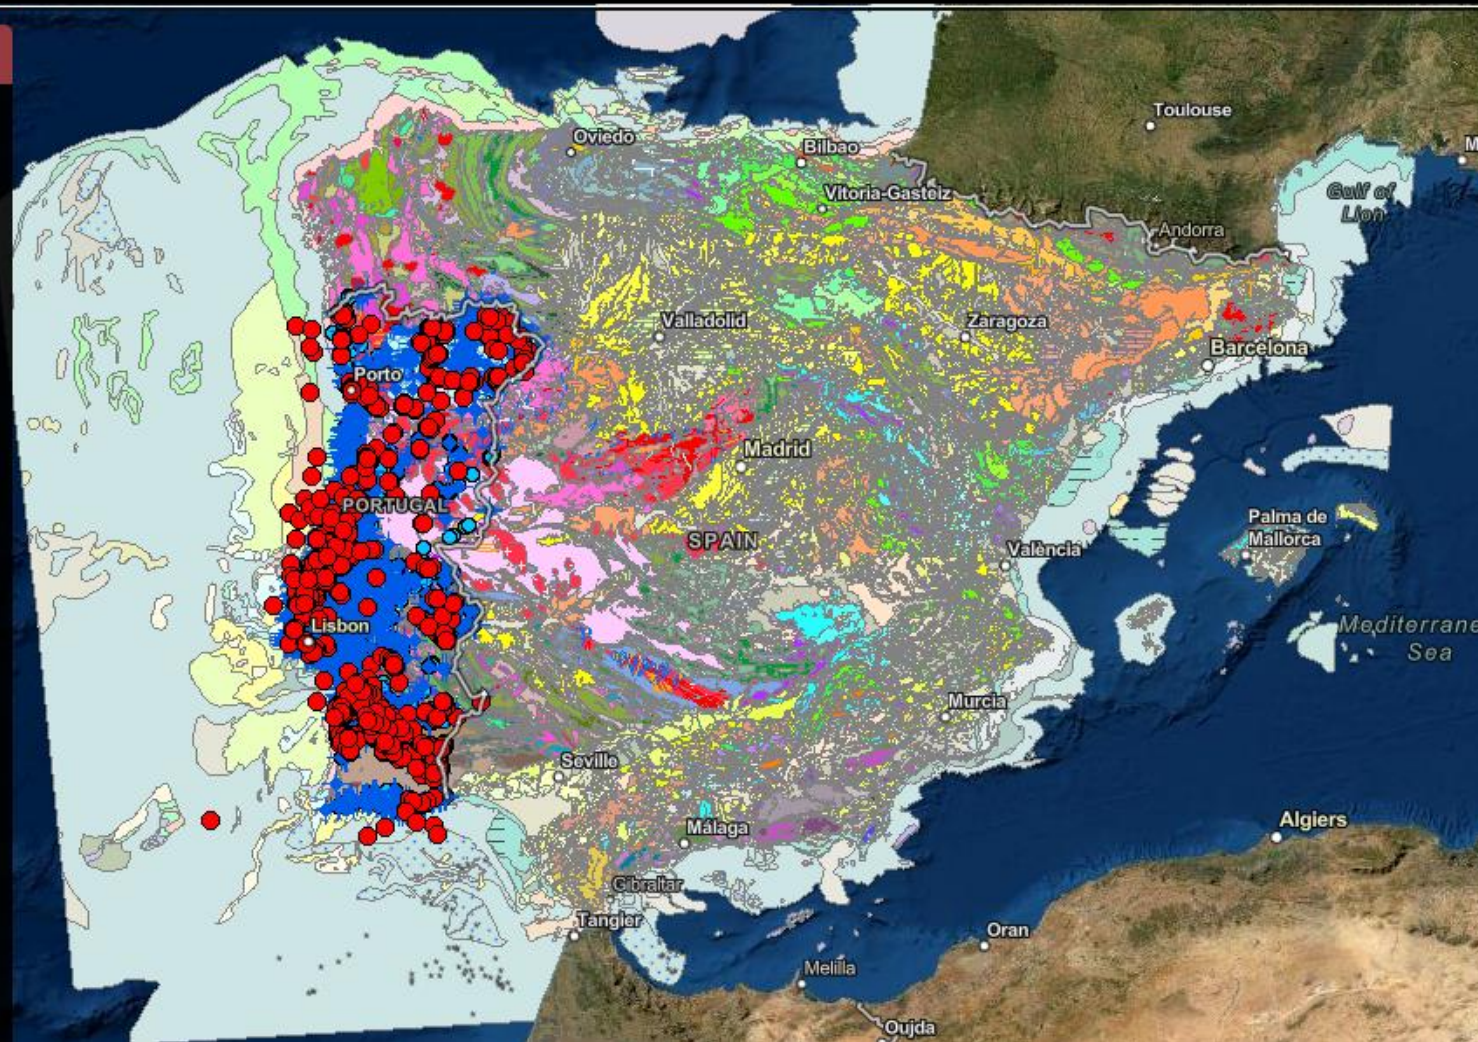 Toulouse
M
Oviedo
Bilbao
Vitoria-Gasteiz
Gulf of
Lion
Andorra
Valladolid
Zaragoza
Barcelona
Porto
Madrid
PORTUGAL
SPAIN
Palma de
Mallorca
València
Lisbon
Mediterrane
Sea
Murcia
Seville
Málaga
Algiers
Gibraltar
Tangier
Oran
Melilla
Oujda